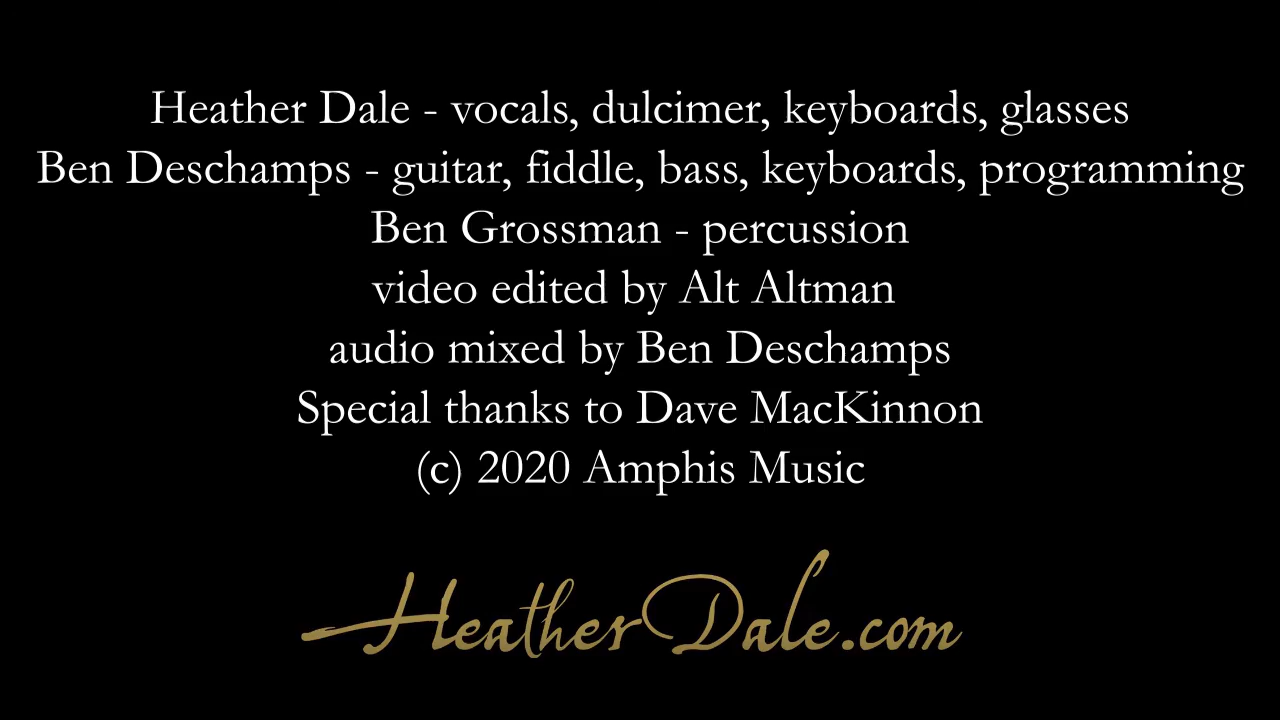 Heather Dale - vocals, dulcimer, keyboards, glasses
Ben Deschamps - guitar, fiddle, bass, keyboards, programming
Ben Grossman - percussion
video edited by Alt Altman
audio mixed by Ben Deschamps
Special thanks to Dave MacKinnon
(c) 2020 Amphis Music
HeatherDale.com